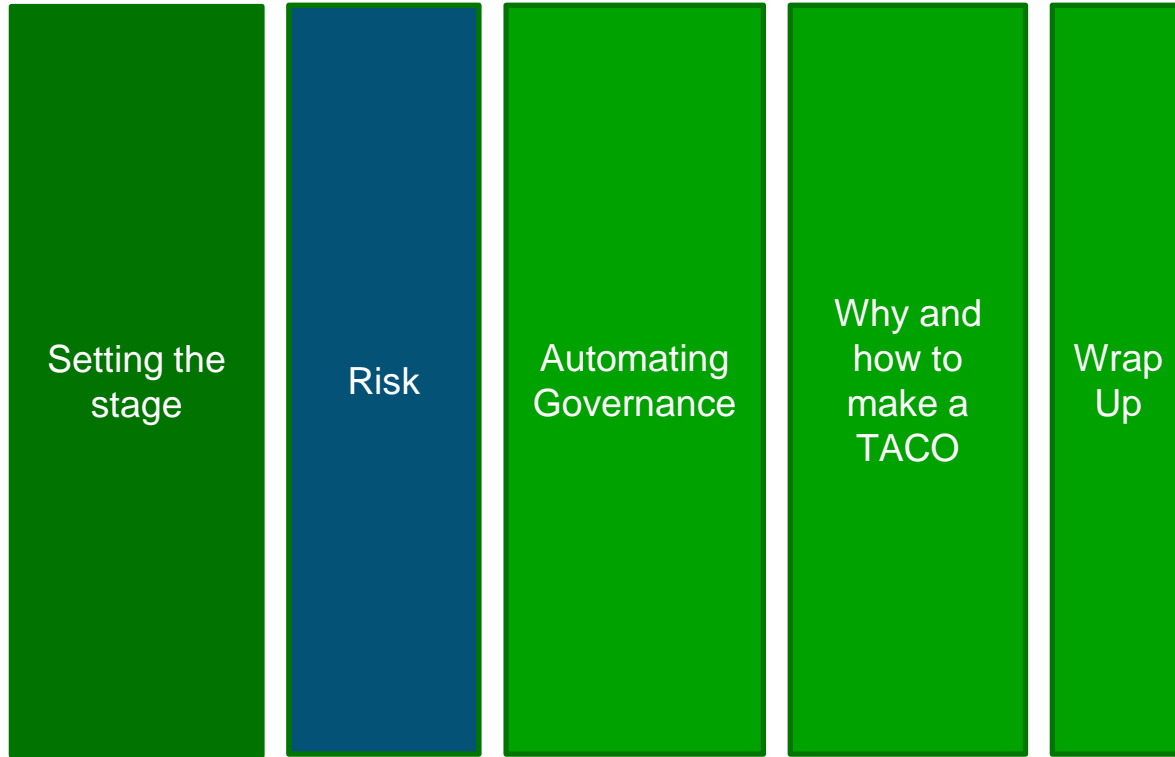 Setting the
stage
Risk
Automating
Governance
Why and
how to
make a
TACO
Wrap
Up